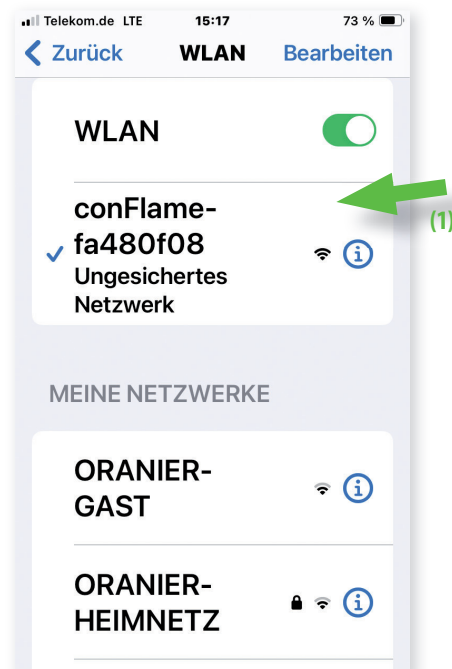 Telekom.de LTE 15:17 73 %
Zurück WLAN Bearbeiten
WLAN
(1)
conFlame-
fa480f08
Ungesichertes
Netzwerk
MEINE NETZWERKE
ORANIER-
GAST
ORANIER-
HEIMNETZ